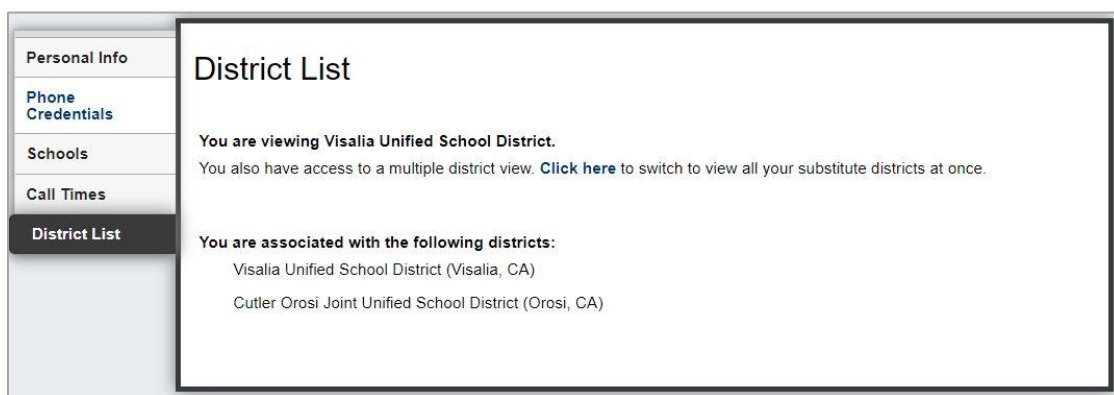 Personal Info
Phone
Credentials
Schools
Call Times
District List
District List
You are viewing Visalia Unified School District.
You also have access to a multiple district view. Click here to switch to view all your substitute districts at once.
You are associated with the following districts:
Visalia Unified School District (Visalia, CA)
Cutler Orosi Joint Unified School District (Orosi, CA)